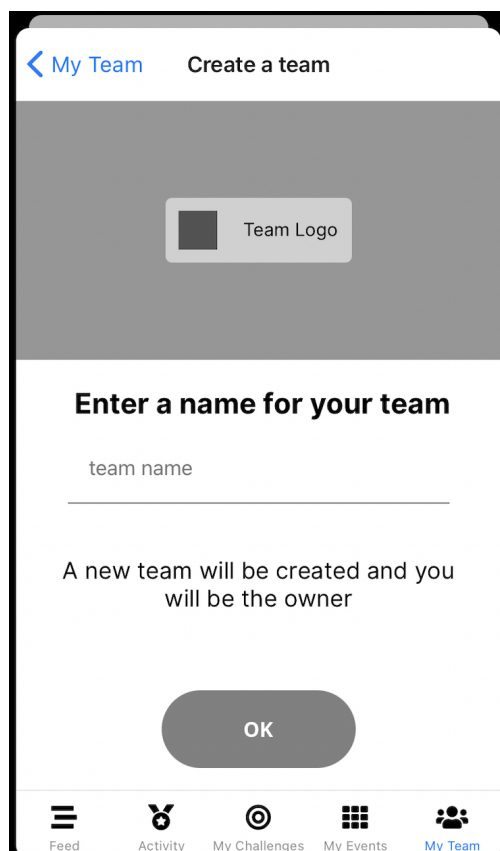 My Team
Create a team
Team Logo
Enter a name for your team
team name
A new team will be created and you
will be the owner
OK
Feed
Activity
My Challenges
My Events
My Team